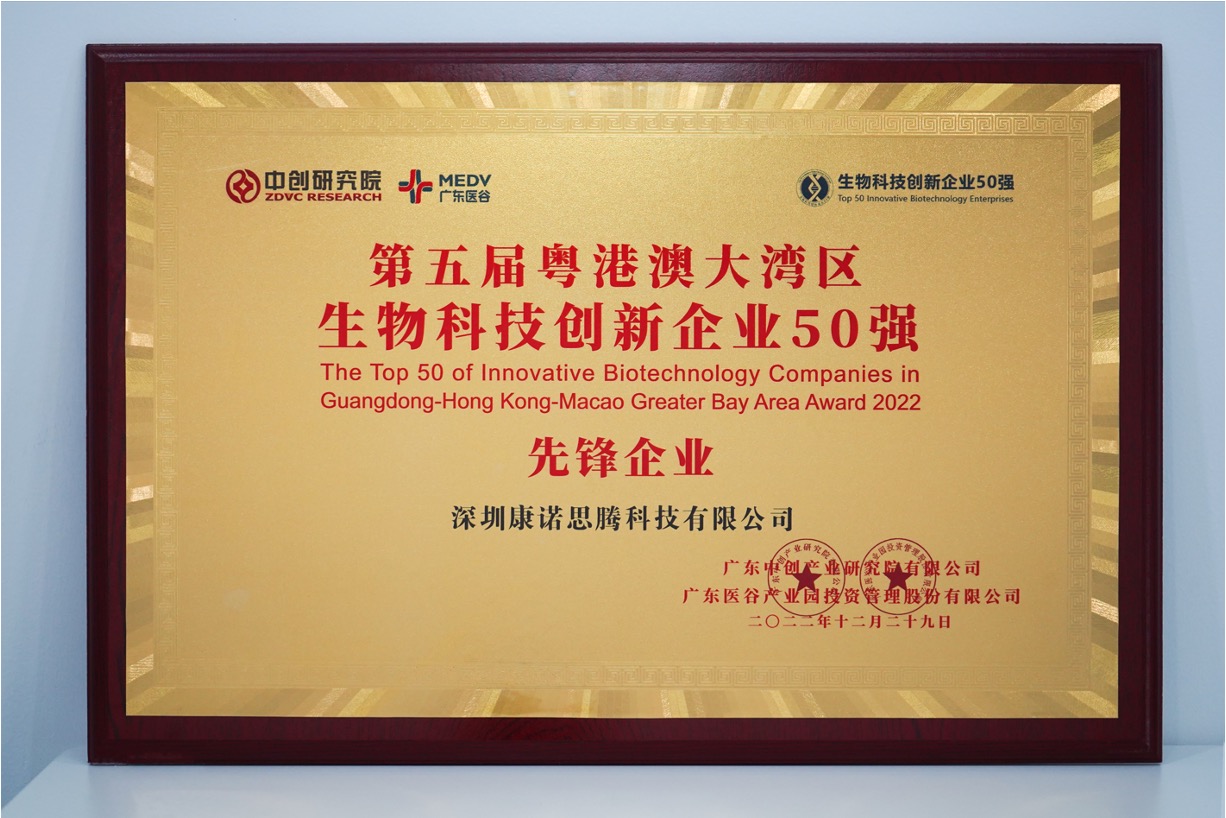 中创研究院
ZDVC RESEARCH
MEDV
广东医谷
生物科技创新企业50强
Top 50 Innovative Biotechnology Enterprises
第五届粤港澳大湾区
生物科技创新企业50强
The Top 50 of Innovative Biotechnology Companies in
Guangdong-Hong Kong-Macao Greater Bay Area Award 2022
先锋企业
深圳康诺思腾科技有限公司
广东中创产业研究院有限公司
广东医谷产业园投资管理股份有限公司
二〇二二年十二月二十九日